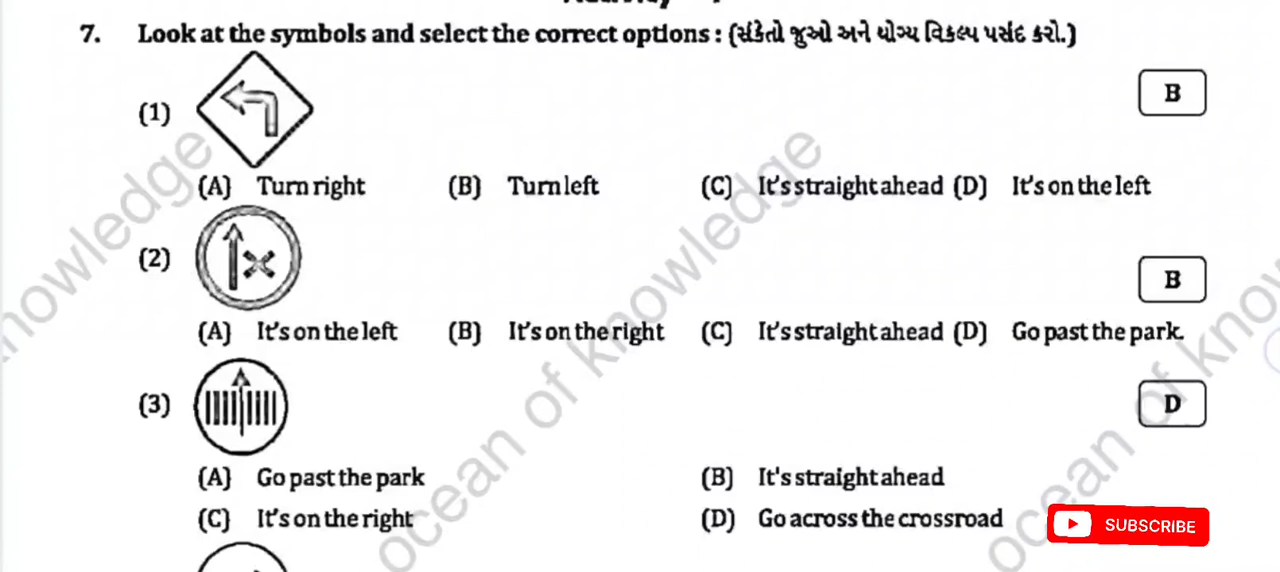 7. Look at the symbols and select the correct options : (સંકેતો જુઓ અને યોગ્ય વિકલ્પ પસંદ કરો.)
(1) B
(A) Turn right (B) Turn left (C) It's straight ahead (D) It's on the left
(2) B
(A) It's on the left (B) It's on the right (C) It's straight ahead (D) Go past the park.
(3) D
(A) Go past the park (B) It's straight ahead
(C) It's on the right (D) Go across the crossroad
SUBSCRIBE
ocean of knowledge